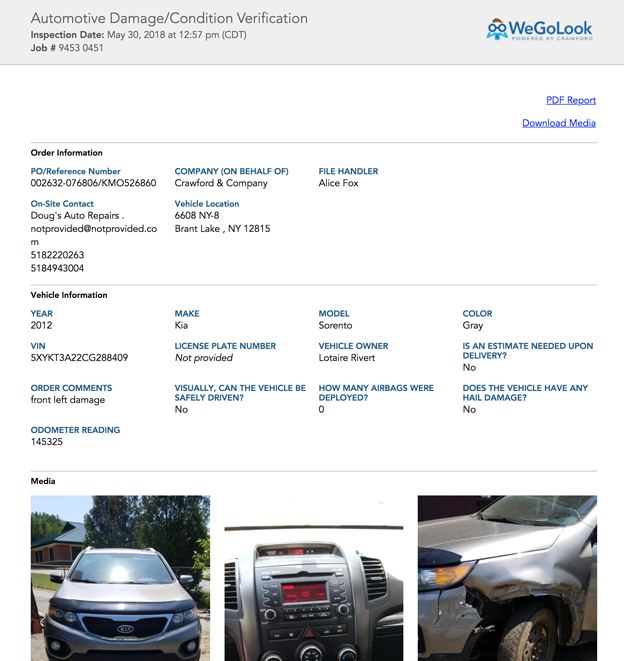 Automotive Damage/Condition Verification
Inspection Date: May 30, 2018 at 12:57 pm (CDT)
Job # 9453 0451
WeGoLook
POWERED BY CRAWFORD
PDF Report
Download Media
Order Information
PO/Reference Number
002632-076806/KMO526860
COMPANY (ON BEHALF OF)
Crawford & Company
FILE HANDLER
Alice Fox
On-Site Contact
Doug's Auto Repairs .
notprovided@notprovided.co
m
5182220263
5184943004
Vehicle Location
6608 NY-8
Brant Lake , NY 12815
Vehicle Information
YEAR
2012
MAKE
Kia
MODEL
Sorento
COLOR
Gray
VIN
5XYKT3A22CG288409
LICENSE PLATE NUMBER
Not provided
VEHICLE OWNER
Lotaire Rivert
IS AN ESTIMATE NEEDED UPON
DELIVERY?
No
ORDER COMMENTS
front left damage
VISUALLY, CAN THE VEHICLE BE
SAFELY DRIVEN?
No
HOW MANY AIRBAGS WERE
DEPLOYED?
0
DOES THE VEHICLE HAVE ANY
HAIL DAMAGE?
No
ODOMETER READING
145325
Media
KIA